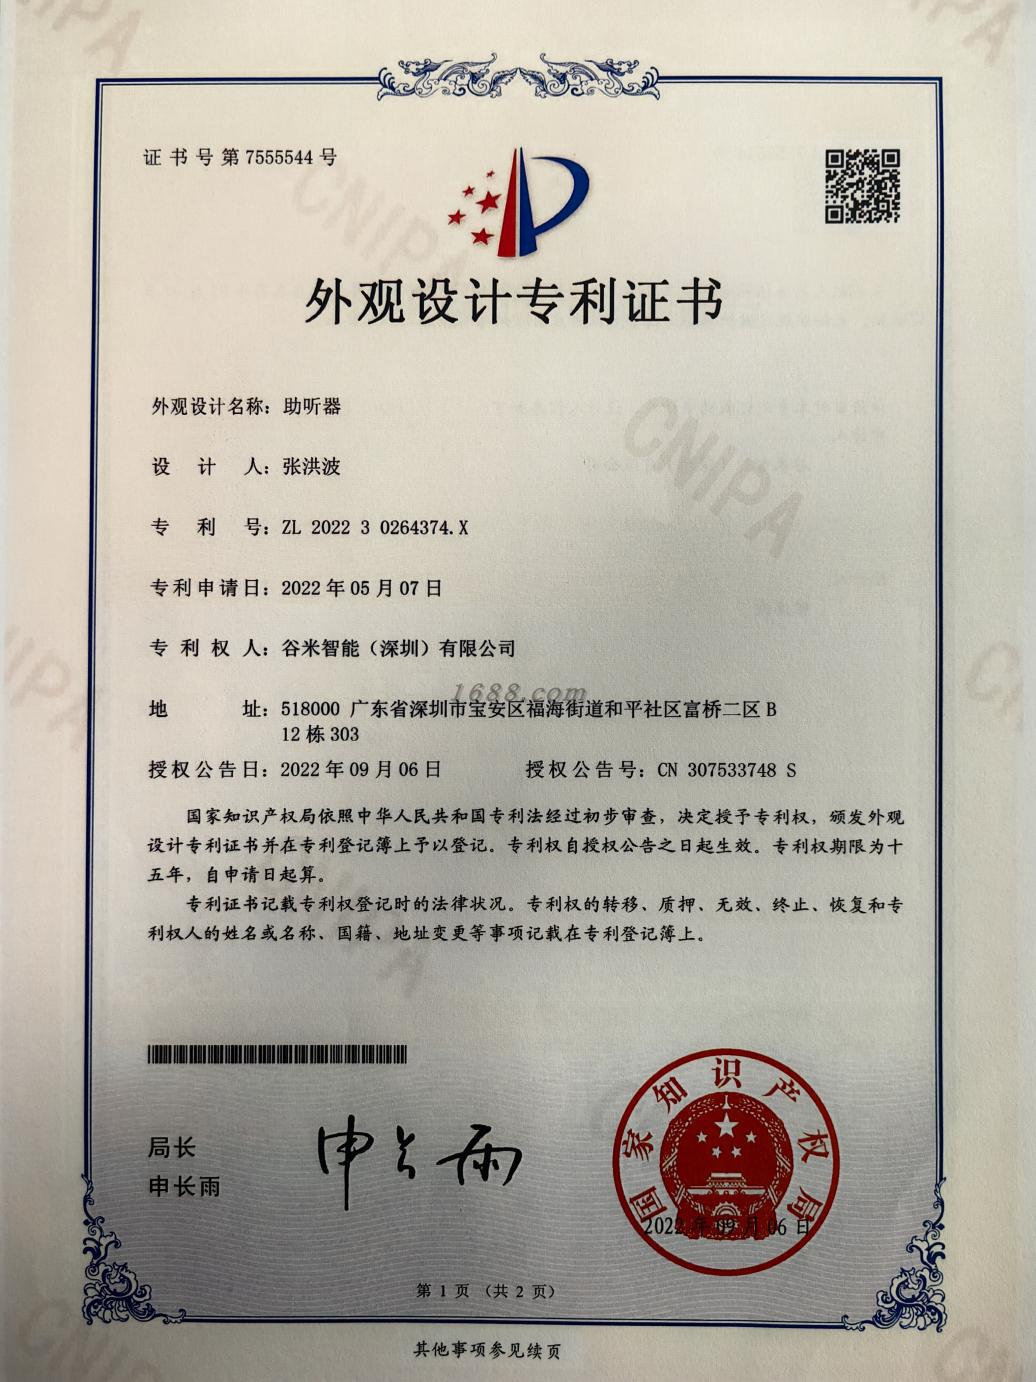 证书号第7555544号
外观设计专利证书
外观设计名称：助听器
设计人：张洪波
专利号：ZL 2022 3 0264374.X
专利申请日：2022年05月07日
专利权人：谷米智能（深圳）有限公司
1688.com
地址：518000 广东省深圳市宝安区福海街道和平社区富桥二区B
12栋303
授权公告日：2022年09月06日 授权公告号：CN 307533748 S
国家知识产权局依照中华人民共和国专利法经过初步审查，决定授予专利权，颁发外观
设计专利证书并在专利登记簿上予以登记。专利权自授权公告之日起生效。专利权期限为十
五年，自申请日起算。
专利证书记载专利权登记时的法律状况。专利权的转移、质押、无效、终止、恢复和专
利权人的姓名或名称、国籍、地址变更等事项记载在专利登记簿上。
局长
申长雨
申长雨
国家知识产权局
2022年09月06日
第1页（共2页）
其他事项参见续页
CNIPA
CNIPA
CNIPA